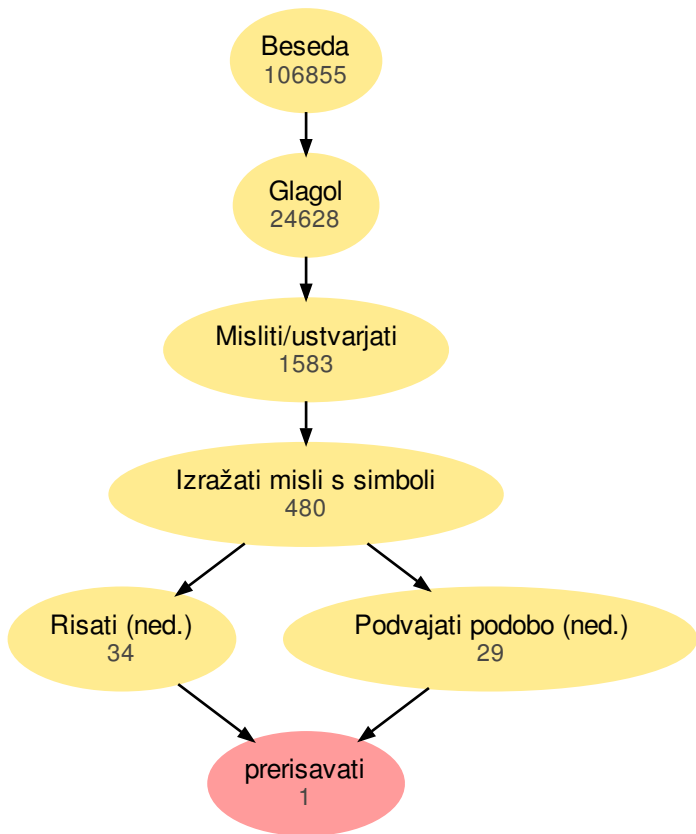 Beseda
106855
Glagol
24628
Misliti/ustvarjati
1583
Izražati misli s simboli
480
Risati (ned.)
34
Podvajati podobo (ned.)
29
prerisavati
1